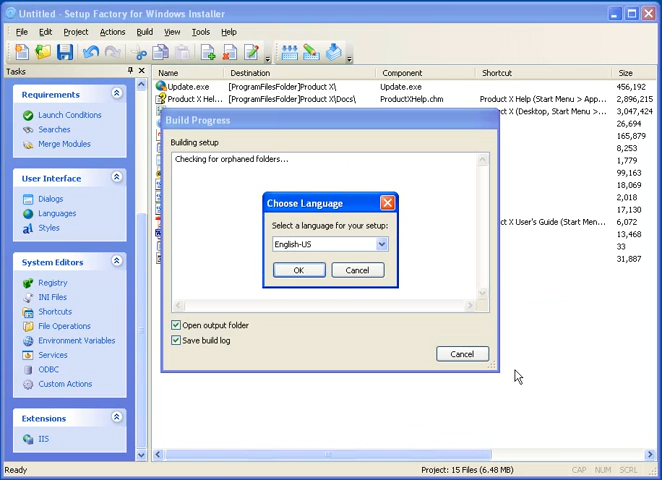 Untitled - Setup Factory for Windows Installer
File Edit Project Actions Build View Tools Help
Tasks
Name Destination Component Shortcut Size
Update.exe [ProgramFilesFolder]Product X\ Update.exe 456,192
Product X Hel... [ProgramFilesFolder]Product X\Docs\ ProductXHelp.chm Product X Help (Start Menu > App... 2,896,215
ct X (Desktop, Start Menu >... 3,047,424
26,694
165,879
8,253
1,779
99,163
18,069
2,018
17,130
ct X User's Guide (Start Men... 6,072
13,468
33
31,887
Requirements
Launch Conditions
Searches
Merge Modules
User Interface
Dialogs
Languages
Styles
System Editors
Registry
INI Files
Shortcuts
File Operations
Environment Variables
Services
ODBC
Custom Actions
Extensions
IIS
Build Progress
Building setup
Checking for orphaned folders...
Choose Language
Select a language for your setup:
English-US
OK Cancel
Open output folder
Save build log
Cancel
Ready Project: 15 Files (6.48 MB) CAP NUM SCRL